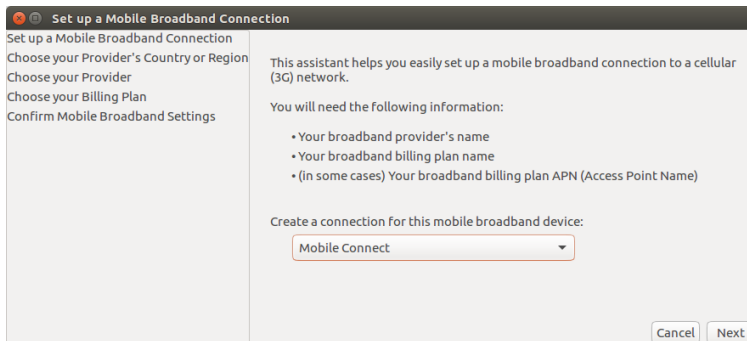 Set up a Mobile Broadband Connection
Set up a Mobile Broadband Connection
Choose your Provider's Country or Region
Choose your Provider
Choose your Billing Plan
Confirm Mobile Broadband Settings
This assistant helps you easily set up a mobile broadband connection to a cellular
(3G) network.
You will need the following information:
• Your broadband provider's name
• Your broadband billing plan name
• (in some cases) Your broadband billing plan APN (Access Point Name)
Create a connection for this mobile broadband device:
Mobile Connect
Cancel
Next